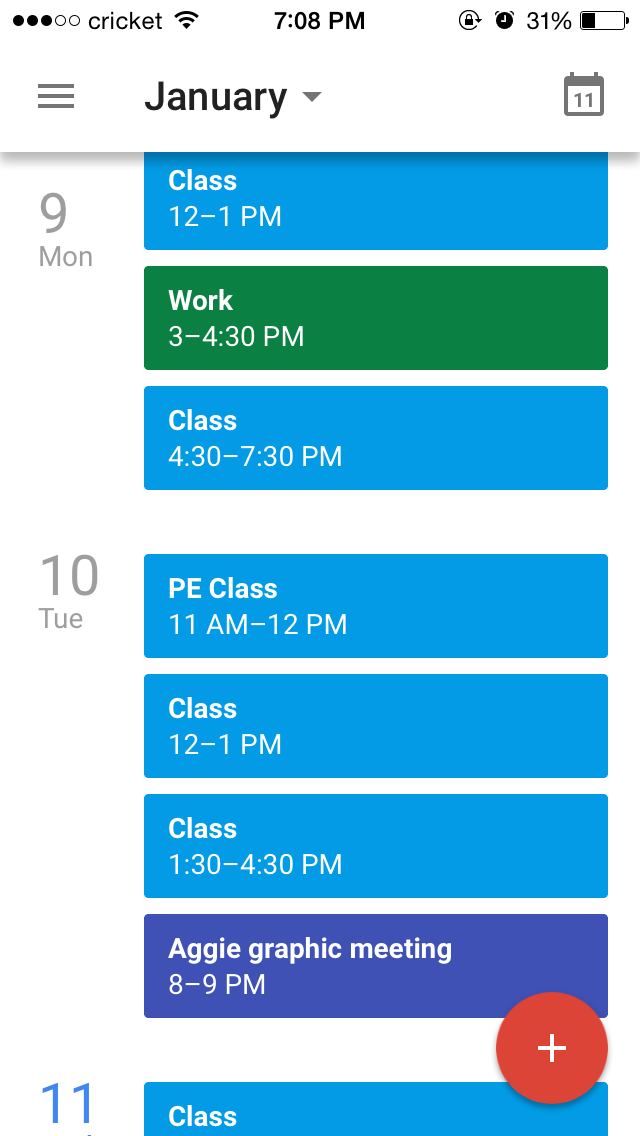 cricket 7:08 PM 31%
January 11
9
Mon
Class
12–1 PM
Work
3–4:30 PM
Class
4:30–7:30 PM
10
Tue
PE Class
11 AM–12 PM
Class
12–1 PM
Class
1:30–4:30 PM
Aggie graphic meeting
8–9 PM
+
11
Class